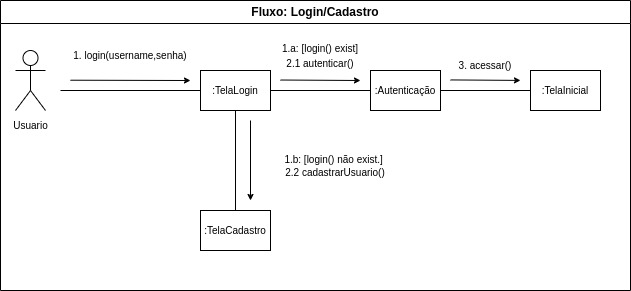 Fluxo: Login/Cadastro
1. login(username,senha)
1.a: [login() exist]
2.1 autenticar()
3. acessar()
:TelaLogin
:Autenticação
:TelaInicial
Usuario
1.b: [login() não exist.]
2.2 cadastrarUsuario()
:TelaCadastro